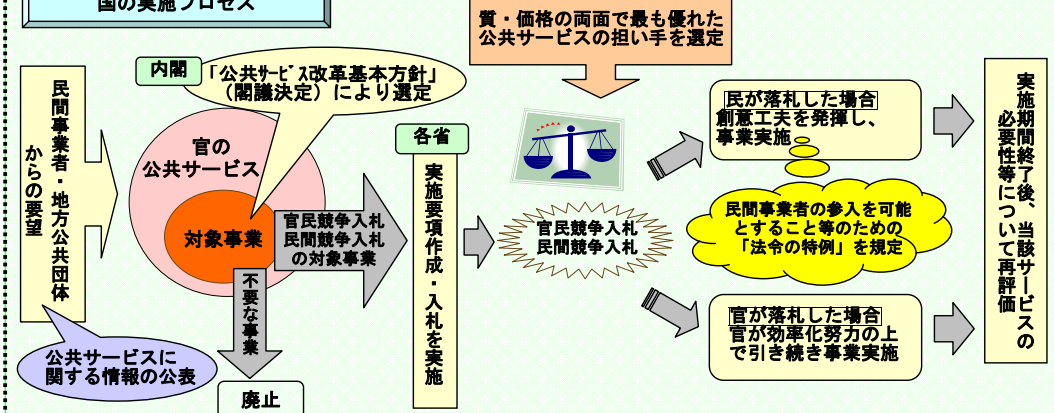 国の実施プロセス
質・価格の両面で最も優れた
公共サービスの担い手を選定
民間事業者・地方公共団体
からの要望
内閣
「公共ｻｰﾋﾞｽ改革基本方針」
（閣議決定）により選定
官の
公共サービス
対象事業
官民競争入札
民間競争入札
の対象事業
不要な事業
廃止
公共サービスに
関する情報の公表
各省
実施要項作成・入札を実施
官民競争入札
民間競争入札
民が落札した場合
創意工夫を発揮し、
事業実施
民間事業者の参入を可能
とすること等のための
「法令の特例」を規定
官が落札した場合
官が効率化努力の上
で引き続き事業実施
実施期間終了後、当該サービスの
必要性等について再評価